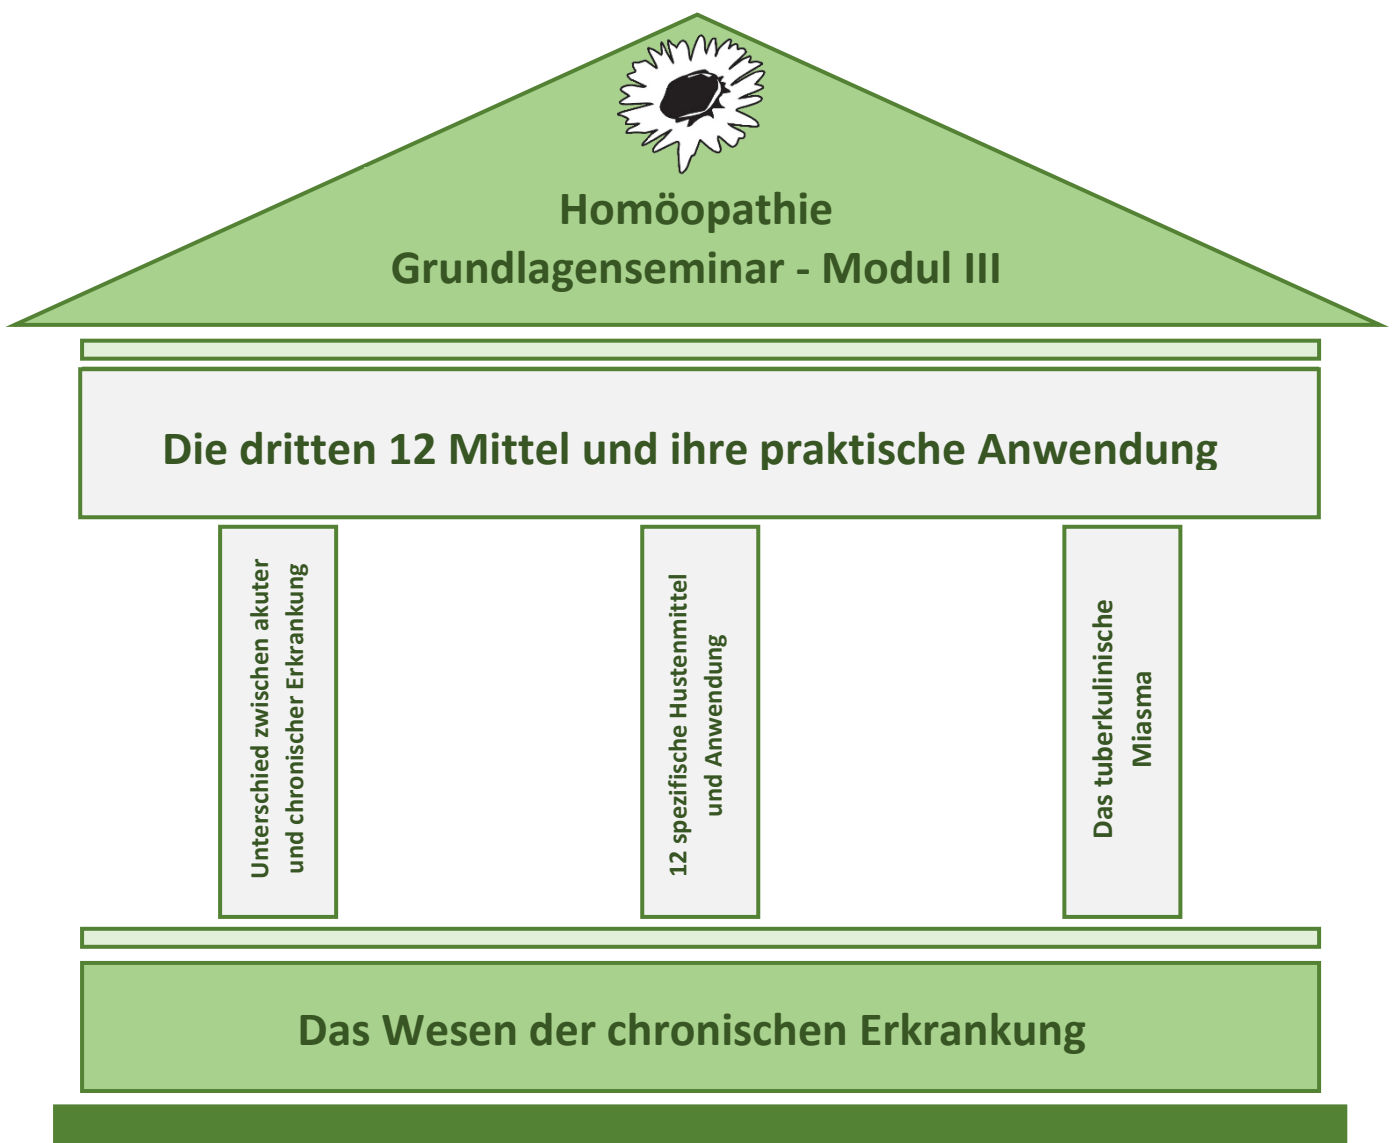 Homöopathie
Grundlagenseminar - Modul III
Die dritten 12 Mittel und ihre praktische Anwendung
Unterschied zwischen akuter
und chronischer Erkrankung
12 spezifische Hustenmittel
und Anwendung
Das tuberkulinische
Miasma
Das Wesen der chronischen Erkrankung